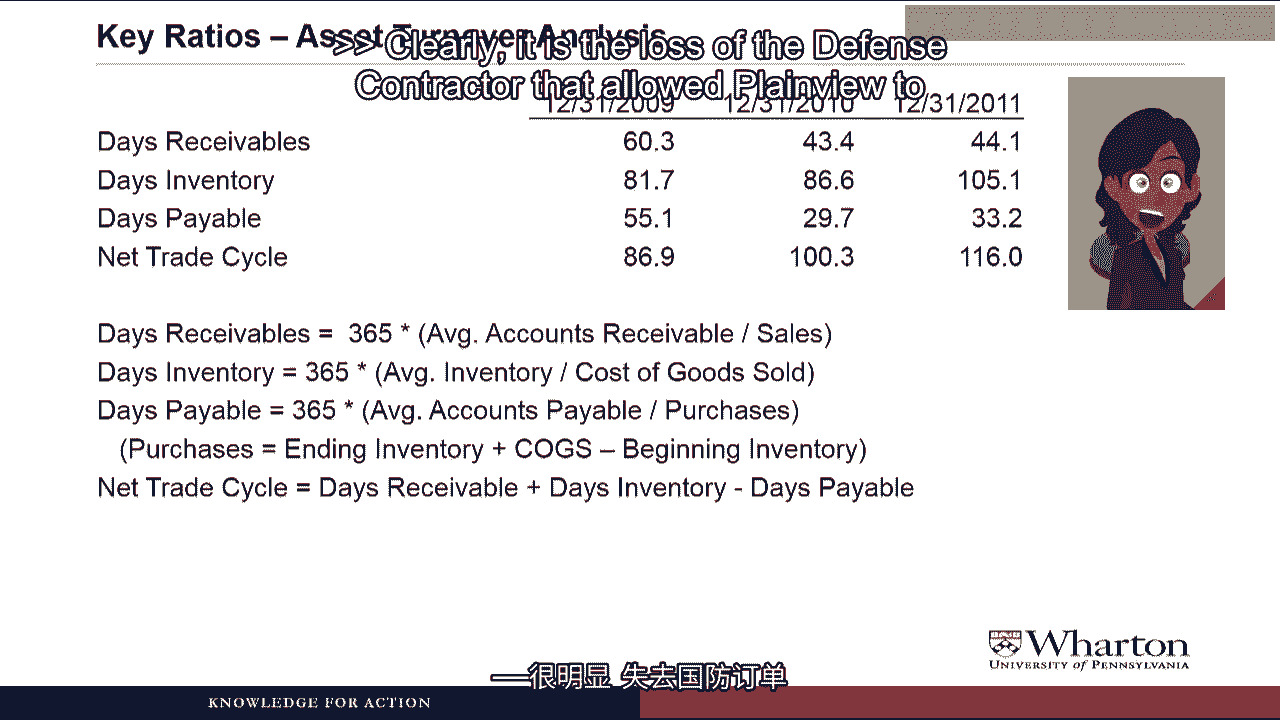 Key Ratios – Asset Turnover Analysis
>> Clearly, it is the loss of the Defense
Contractor that allowed Plainview to
12/31/2009 12/31/2010 12/31/2011
Days Receivables 60.3 43.4 44.1
Days Inventory 81.7 86.6 105.1
Days Payable 55.1 29.7 33.2
Net Trade Cycle 86.9 100.3 116.0
Days Receivables = 365 * (Avg. Accounts Receivable / Sales)
Days Inventory = 365 * (Avg. Inventory / Cost of Goods Sold)
Days Payable = 365 * (Avg. Accounts Payable / Purchases)
(Purchases = Ending Inventory + COGS – Beginning Inventory)
Net Trade Cycle = Days Receivable + Days Inventory - Days Payable
Wharton
UNIVERSITY of PENNSYLVANIA
—很明显 失去国防订单
KNOWLEDGE FOR ACTION